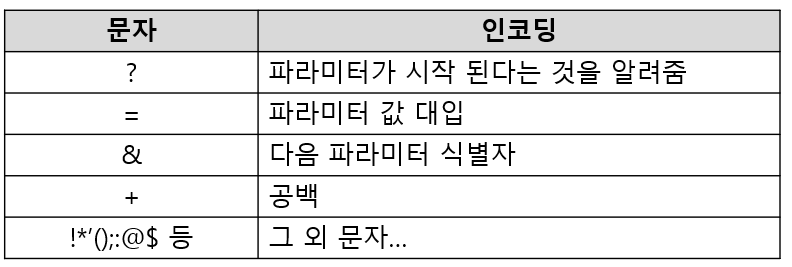 문자 인코딩
? 파라미터가 시작 된다는 것을 알려줌
= 파라미터 값 대입
& 다음 파라미터 식별자
+ 공백
!*’();:@$ 등 그 외 문자…